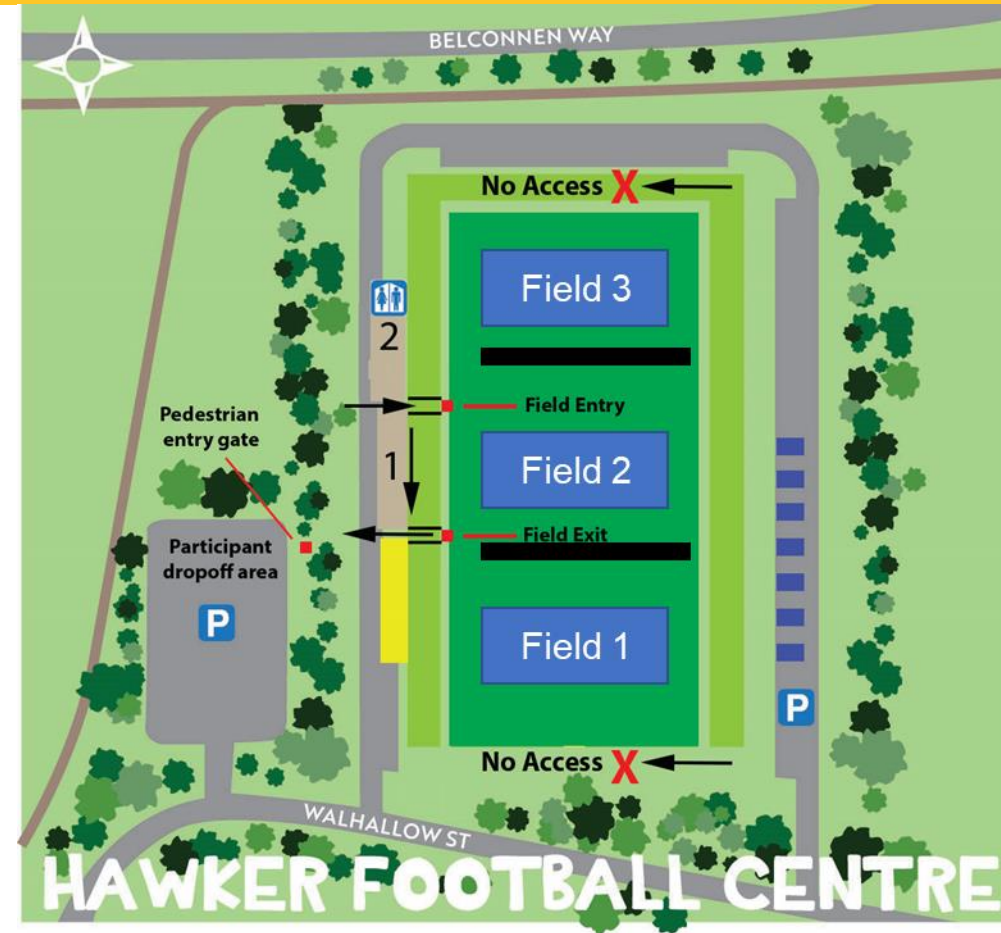 BELCONNEN WAY
No Access X
Field 3
2
Field Entry
Pedestrian
entry gate
1
Field 2
Field Exit
Participant
dropoff area
P
Field 1
P
No Access X
WALHALLOW ST
HAWKER FOOTBALL CENTRE